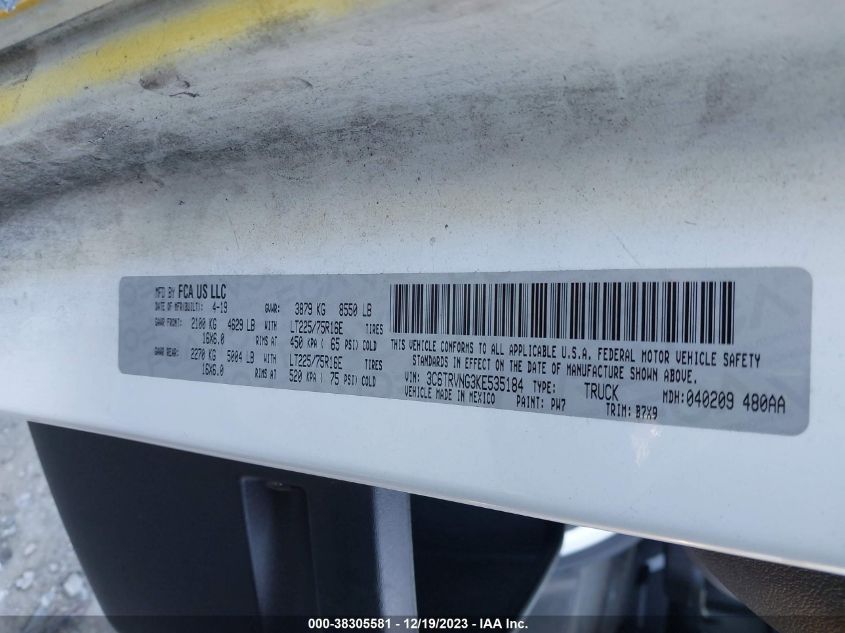 MFD BY FCA US LLC
DATE OF MFR(BUILT): 4-19 GVWR: 3879 KG 8550 LB
GAWR FRONT: 2100 KG 4629 LB WITH LT225/75R16E TIRES
16X6.0 RIMS AT 450 KPA ( 65 PSI) COLD
GAWR REAR: 2270 KG 5004 LB WITH LT225/75R16E TIRES
16X6.0 RIMS AT 520 KPA ( 75 PSI) COLD
THIS VEHICLE CONFORMS TO ALL APPLICABLE U.S.A. FEDERAL MOTOR VEHICLE SAFETY
STANDARDS IN EFFECT ON THE DATE OF MANUFACTURE SHOWN ABOVE.
VIN: 3C6TRVNG3KE535184 TYPE: TRUCK MDH: 040209 480AA
VEHICLE MADE IN MEXICO PAINT: PW7 TRIM: B7X9
000-38305581 - 12/19/2023 - IAA Inc.